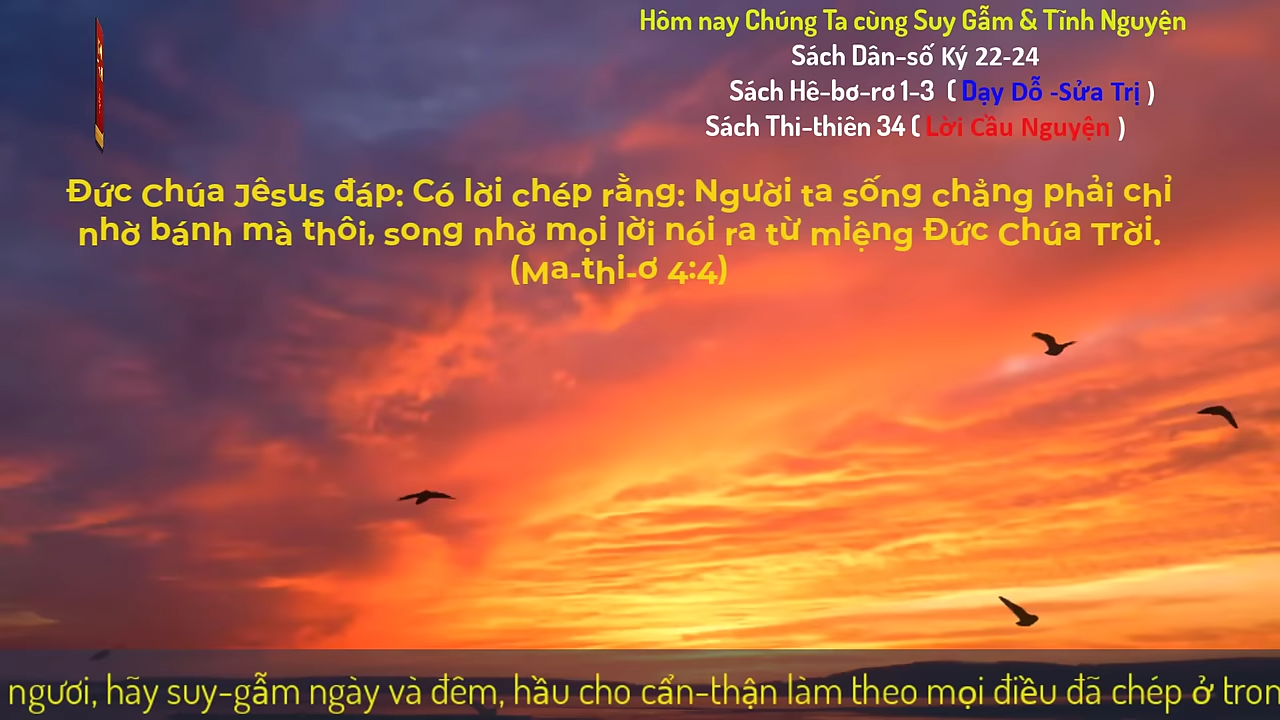 Hôm nay Chúng Ta cùng Suy Gẫm & Tĩnh Nguyện
Sách Dân-số Ký 22-24
Sách Hê-bơ-rơ 1-3 ( Dạy Dỗ -Sửa Trị )
Sách Thi-thiên 34 ( Lời Cầu Nguyện )
Đức Chúa Jêsus đáp: Có lời chép rằng: Người ta sống chẳng phải chỉ
nhờ bánh mà thôi, song nhờ mọi lời nói ra từ miệng Đức Chúa Trời.
(Ma-thi-ơ 4:4)
ngươi, hãy suy-gẫm ngày và đêm, hầu cho cẩn-thận làm theo mọi điều đã chép ở tron